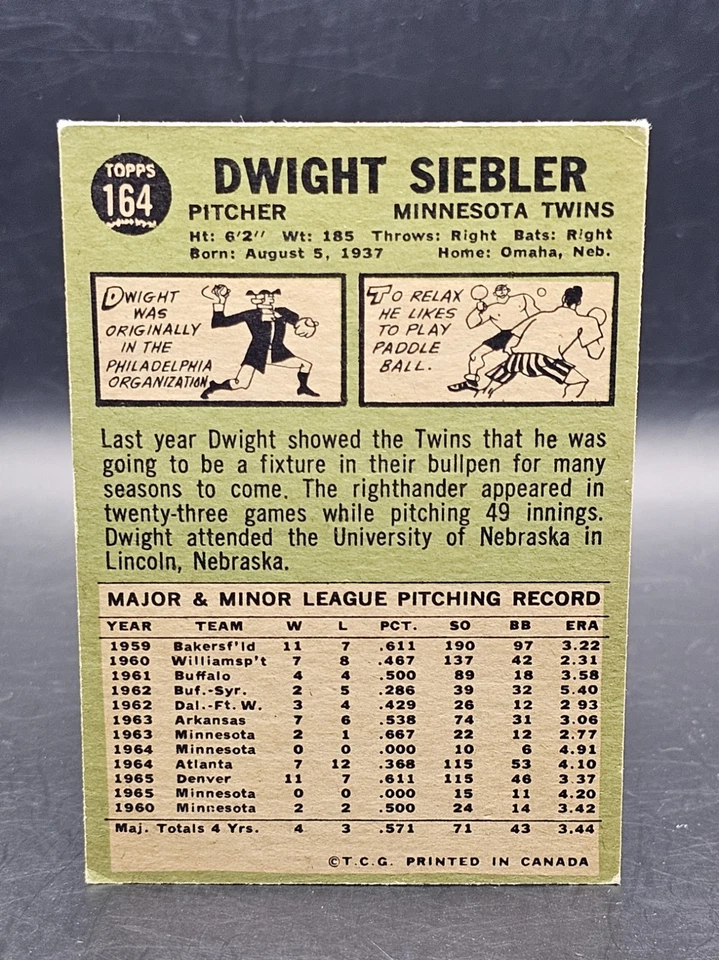 TOPPS
164
DWIGHT SIEBLER
PITCHER MINNESOTA TWINS
Ht: 6'2" Wt: 185 Throws: Right Bats: Right
Born: August 5, 1937 Home: Omaha, Neb.
DWIGHT
WAS
ORIGINALLY
IN THE
PHILADELPHIA
ORGANIZATION.
TO RELAX
HE LIKES
TO PLAY
PADDLE
BALL.
Last year Dwight showed the Twins that he was
going to be a fixture in their bullpen for many
seasons to come. The righthander appeared in
twenty-three games while pitching 49 innings.
Dwight attended the University of Nebraska in
Lincoln, Nebraska.
MAJOR & MINOR LEAGUE PITCHING RECORD
YEAR TEAM W L PCT. SO BB ERA
1959 Bakersf'ld 11 7 .611 190 97 3.22
1960 Williamsp't 7 8 .467 137 42 2.31
1961 Buffalo 4 4 .500 89 18 3.58
1962 Buf.-Syr. 2 5 .286 39 32 5.40
1962 Dal.-Ft. W. 3 4 .429 26 12 2 93
1963 Arkansas 7 6 .538 74 31 3.06
1963 Minnesota 2 1 .667 22 12 2.77
1964 Minnesota 0 0 .000 10 6 4.91
1964 Atlanta 7 12 .368 115 53 4.10
1965 Denver 11 7 .611 115 46 3.37
1965 Minnesota 0 0 .000 15 11 4.20
1960 Minnesota 2 2 .500 24 14 3.42
Maj. Totals 4 Yrs. 4 3 .571 71 43 3.44
©T.C.G. PRINTED IN CANADA